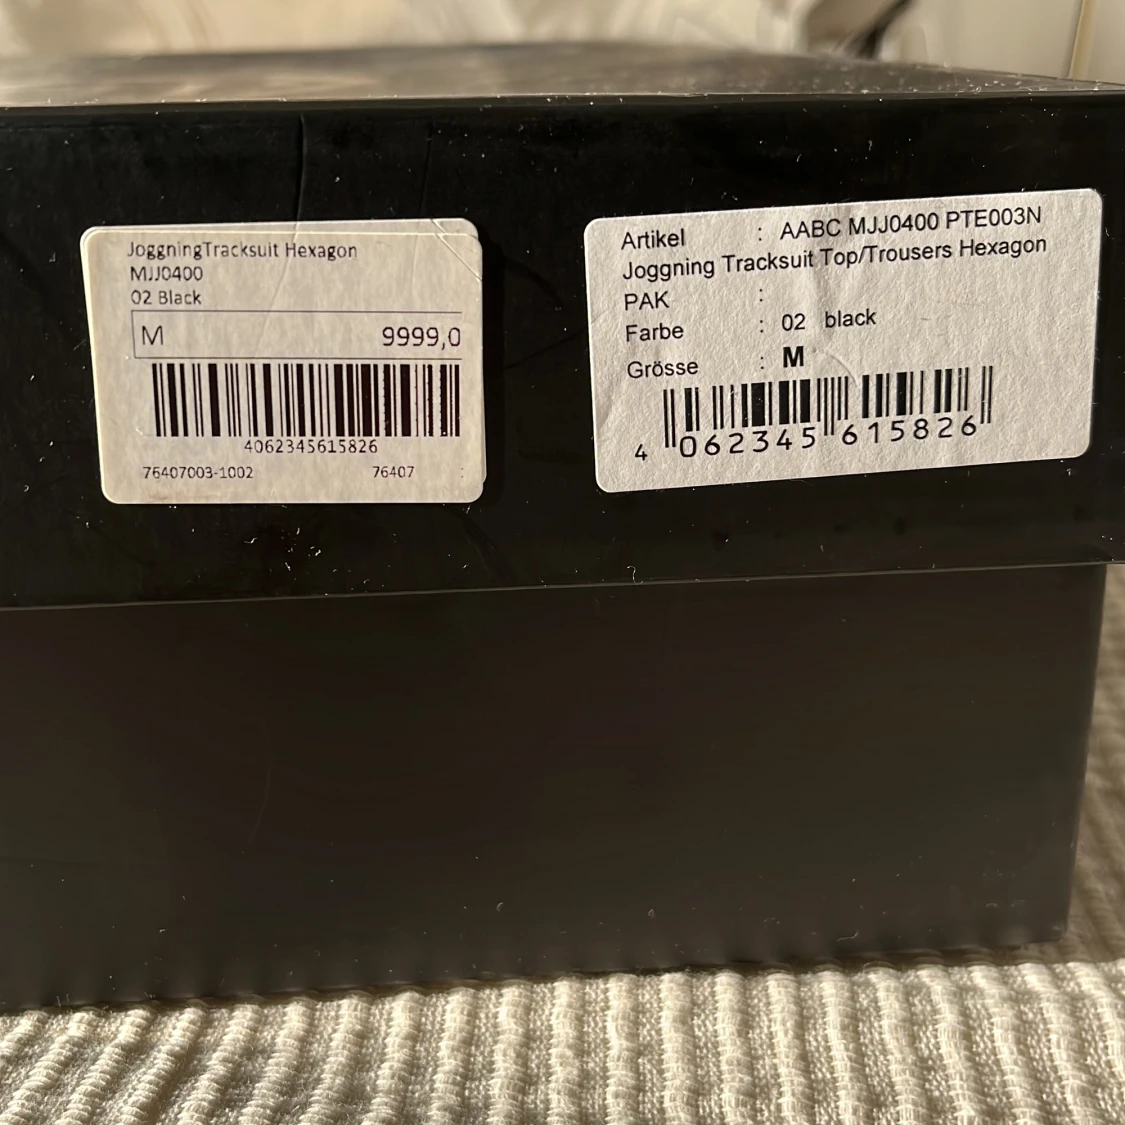 JoggningTracksuit Hexagon
MJJ0400
02 Black
M 9999,0
4062345615826
76407003-1002 76407 :
Artikel : AABC MJJ0400 PTE003N
Joggning Tracksuit Top/Trousers Hexagon
PAK :
Farbe : 02 black
Grösse : M
4 062345 615826